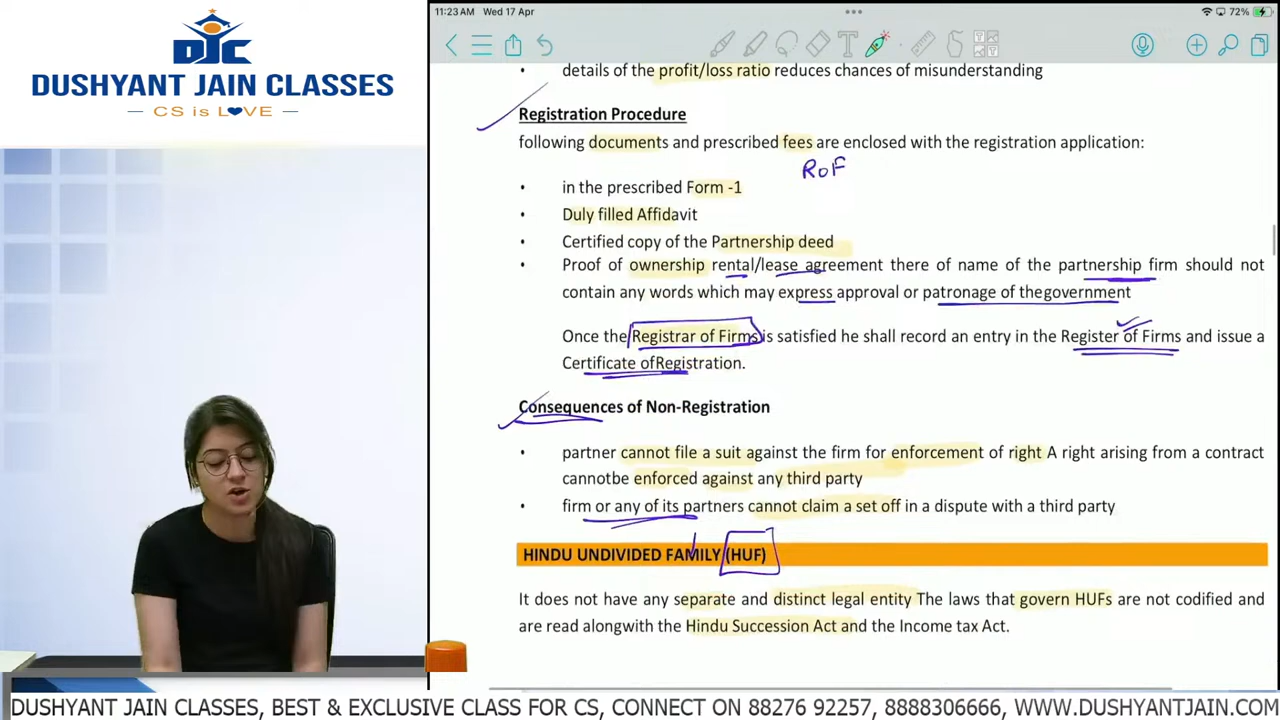 11:23 AM Wed 17 Apr
72%
DJC
DUSHYANT JAIN CLASSES
CS is LOVE
• details of the profit/loss ratio reduces chances of misunderstanding
Registration Procedure
following documents and prescribed fees are enclosed with the registration application:
RoF
• in the prescribed Form -1
• Duly filled Affidavit
• Certified copy of the Partnership deed
• Proof of ownership rental/lease agreement there of name of the partnership firm should not
contain any words which may express approval or patronage of thegovernment
Once the Registrar of Firms is satisfied he shall record an entry in the Register of Firms and issue a
Certificate ofRegistration.
Consequences of Non-Registration
• partner cannot file a suit against the firm for enforcement of right A right arising from a contract
cannotbe enforced against any third party
• firm or any of its partners cannot claim a set off in a dispute with a third party
HINDU UNDIVIDED FAMILY (HUF)
It does not have any separate and distinct legal entity The laws that govern HUFs are not codified and
are read alongwith the Hindu Succession Act and the Income tax Act.
DUSHYANT JAIN CLASSES, BEST & EXCLUSIVE CLASS FOR CS, CONNECT ON 88276 92257, 8888306666, WWW.DUSHYANTJAIN.COM